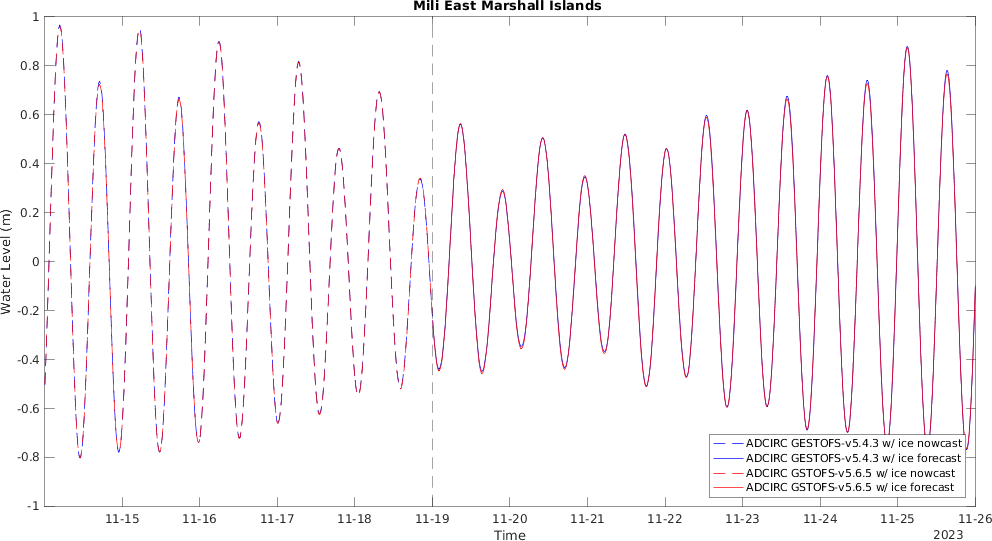 Mili East Marshall Islands
Water Level (m)
1
0.8
0.6
0.4
0.2
0
-0.2
-0.4
-0.6
-0.8
-1
ADCIRC GESTOFS-v5.4.3 w/ ice nowcast
ADCIRC GESTOFS-v5.4.3 w/ ice forecast
ADCIRC GSTOFS-v5.6.5 w/ ice nowcast
ADCIRC GSTOFS-v5.6.5 w/ ice forecast
11-15 11-16 11-17 11-18 11-19 11-20 11-21 11-22 11-23 11-24 11-25 11-26
Time
2023